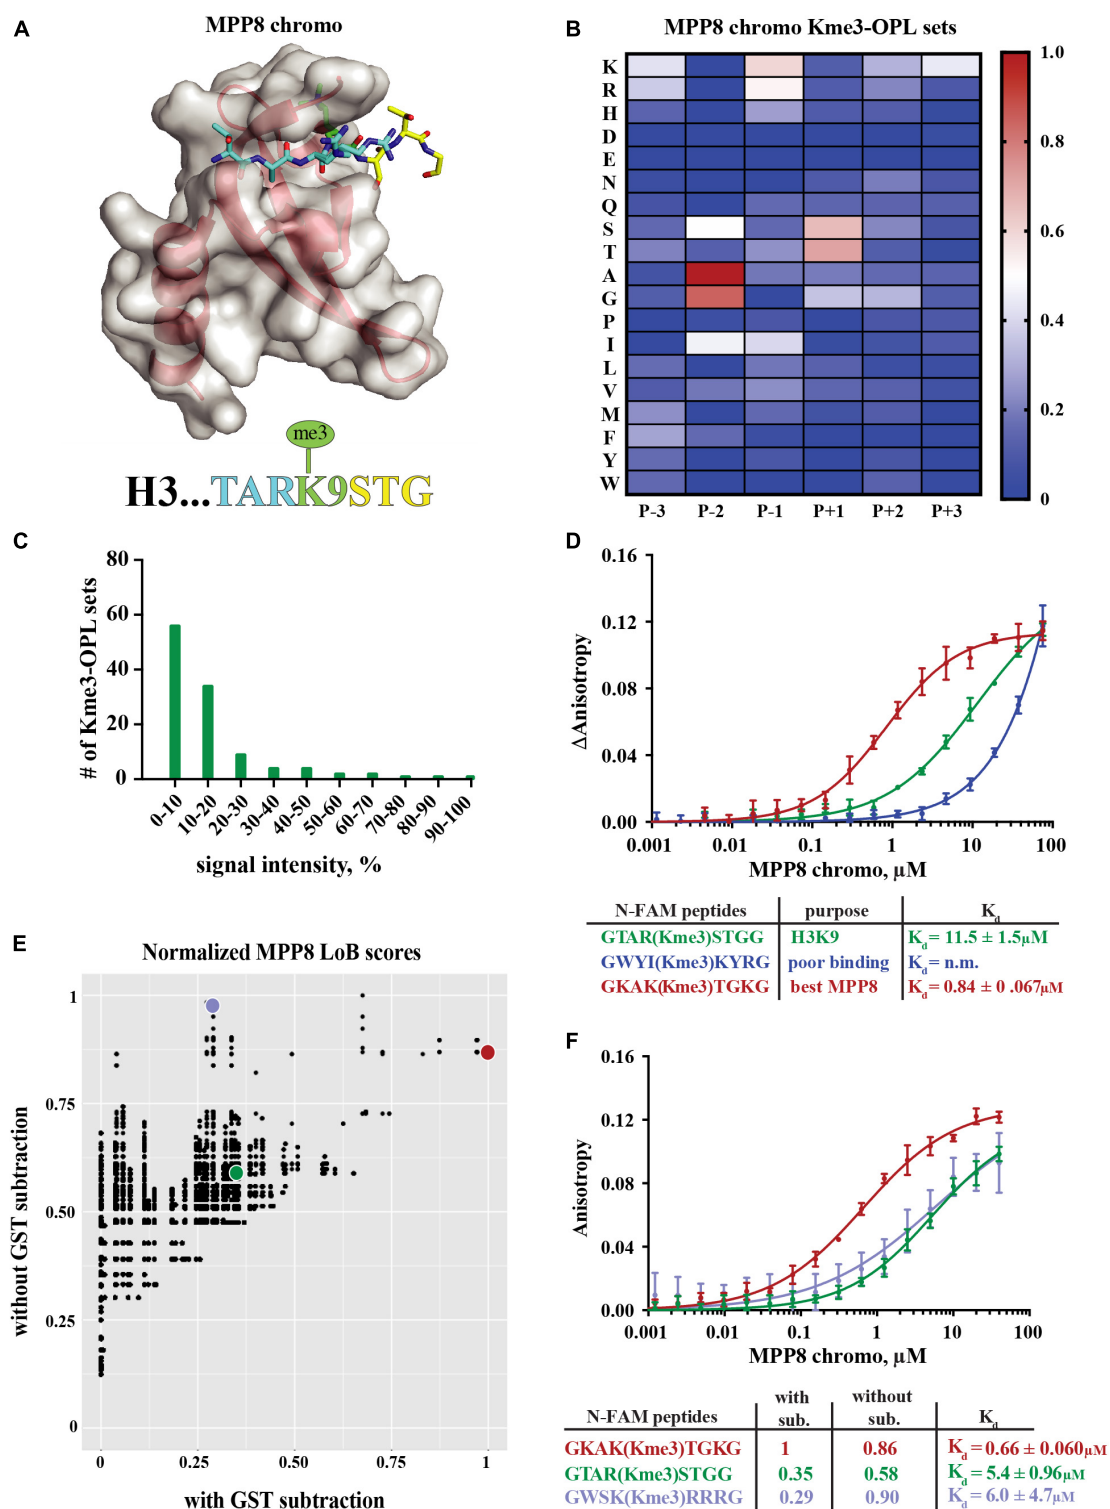 A
MPP8 chromo
me3
H3...TARK9STG
B
MPP8 chromo Kme3-OPL sets
K
R
H
D
E
N
Q
S
T
A
G
P
I
L
V
M
F
Y
W
P-3 P-2 P-1 P+1 P+2 P+3
1.0
0.8
0.6
0.4
0.2
0
C
# of Kme3-OPL sets
80
60
40
20
0
0-10 10-20 20-30 30-40 40-50 50-60 60-70 70-80 80-90 90-100
signal intensity, %
D
ΔAnisotropy
0.16
0.12
0.08
0.04
0.00
0.001 0.01 0.1 1 10 100
MPP8 chromo, µM
N-FAM peptides purpose Kd
GTAR(Kme3)STGG H3K9 Kd = 11.5 ± 1.5µM
GWYI(Kme3)KYRG poor binding Kd = n.m.
GKAK(Kme3)TGKG best MPP8 Kd = 0.84 ± 0 .067µM
E
Normalized MPP8 LoB scores
without GST subtraction
1
0.75
0.50
0.25
0
0 0.25 0.50 0.75 1
with GST subtraction
F
Anisotropy
0.16
0.12
0.08
0.04
0.00
0.001 0.01 0.1 1 10 100
MPP8 chromo, µM
N-FAM peptides with sub. without sub. Kd
GKAK(Kme3)TGKG 1 0.86 Kd = 0.66 ± 0.060µM
GTAR(Kme3)STGG 0.35 0.58 Kd = 5.4 ± 0.96µM
GWSK(Kme3)RRRG 0.29 0.90 Kd = 6.0 ± 4.7µM